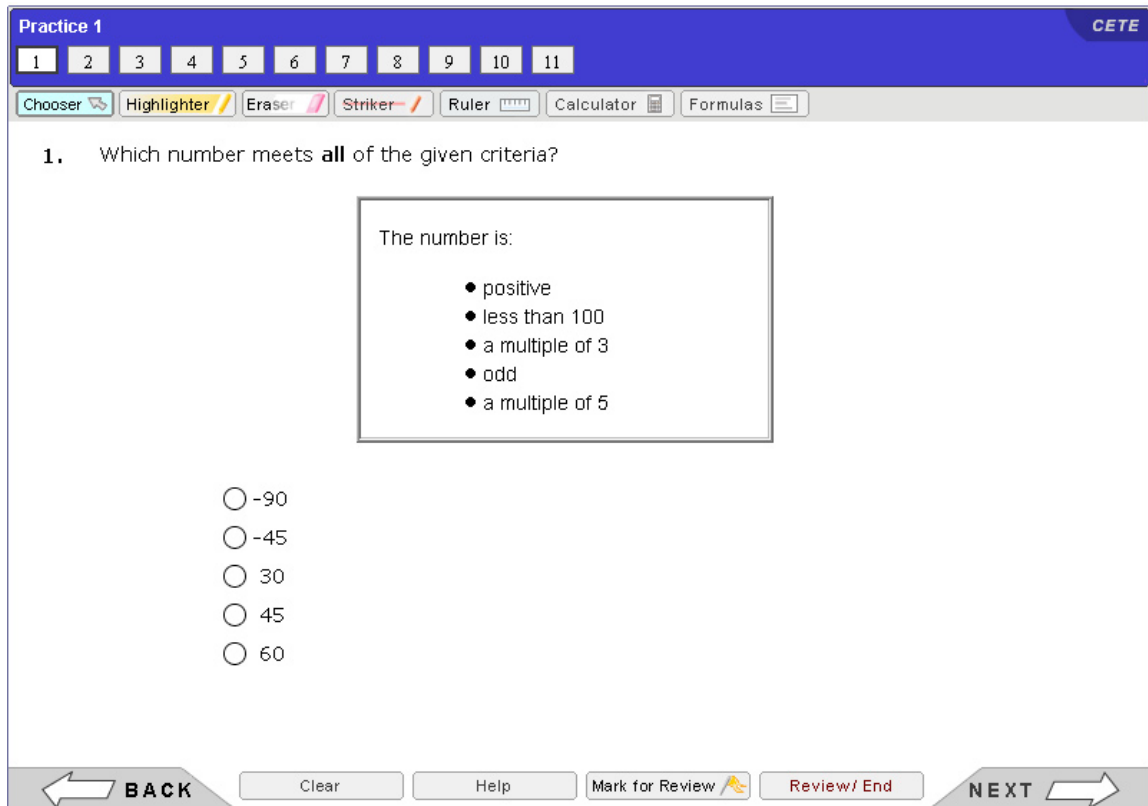 Practice 1
CETE
1 2 3 4 5 6 7 8 9 10 11
Chooser Highlighter Eraser Striker Ruler Calculator Formulas
1. Which number meets all of the given criteria?
The number is:
• positive
• less than 100
• a multiple of 3
• odd
• a multiple of 5
-90
-45
30
45
60
BACK Clear Help Mark for Review Review/ End NEXT